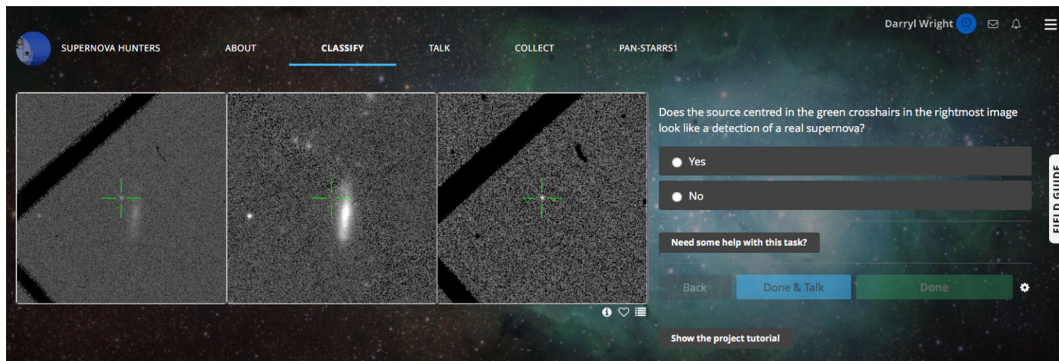 Darryl Wright
SUPERNOVA HUNTERS ABOUT CLASSIFY TALK COLLECT PAN-STARRS1
Does the source centred in the green crosshairs in the rightmost image
look like a detection of a real supernova?
Yes
No
FIELD GUIDE
Need some help with this task?
Back Done & Talk Done
Show the project tutorial